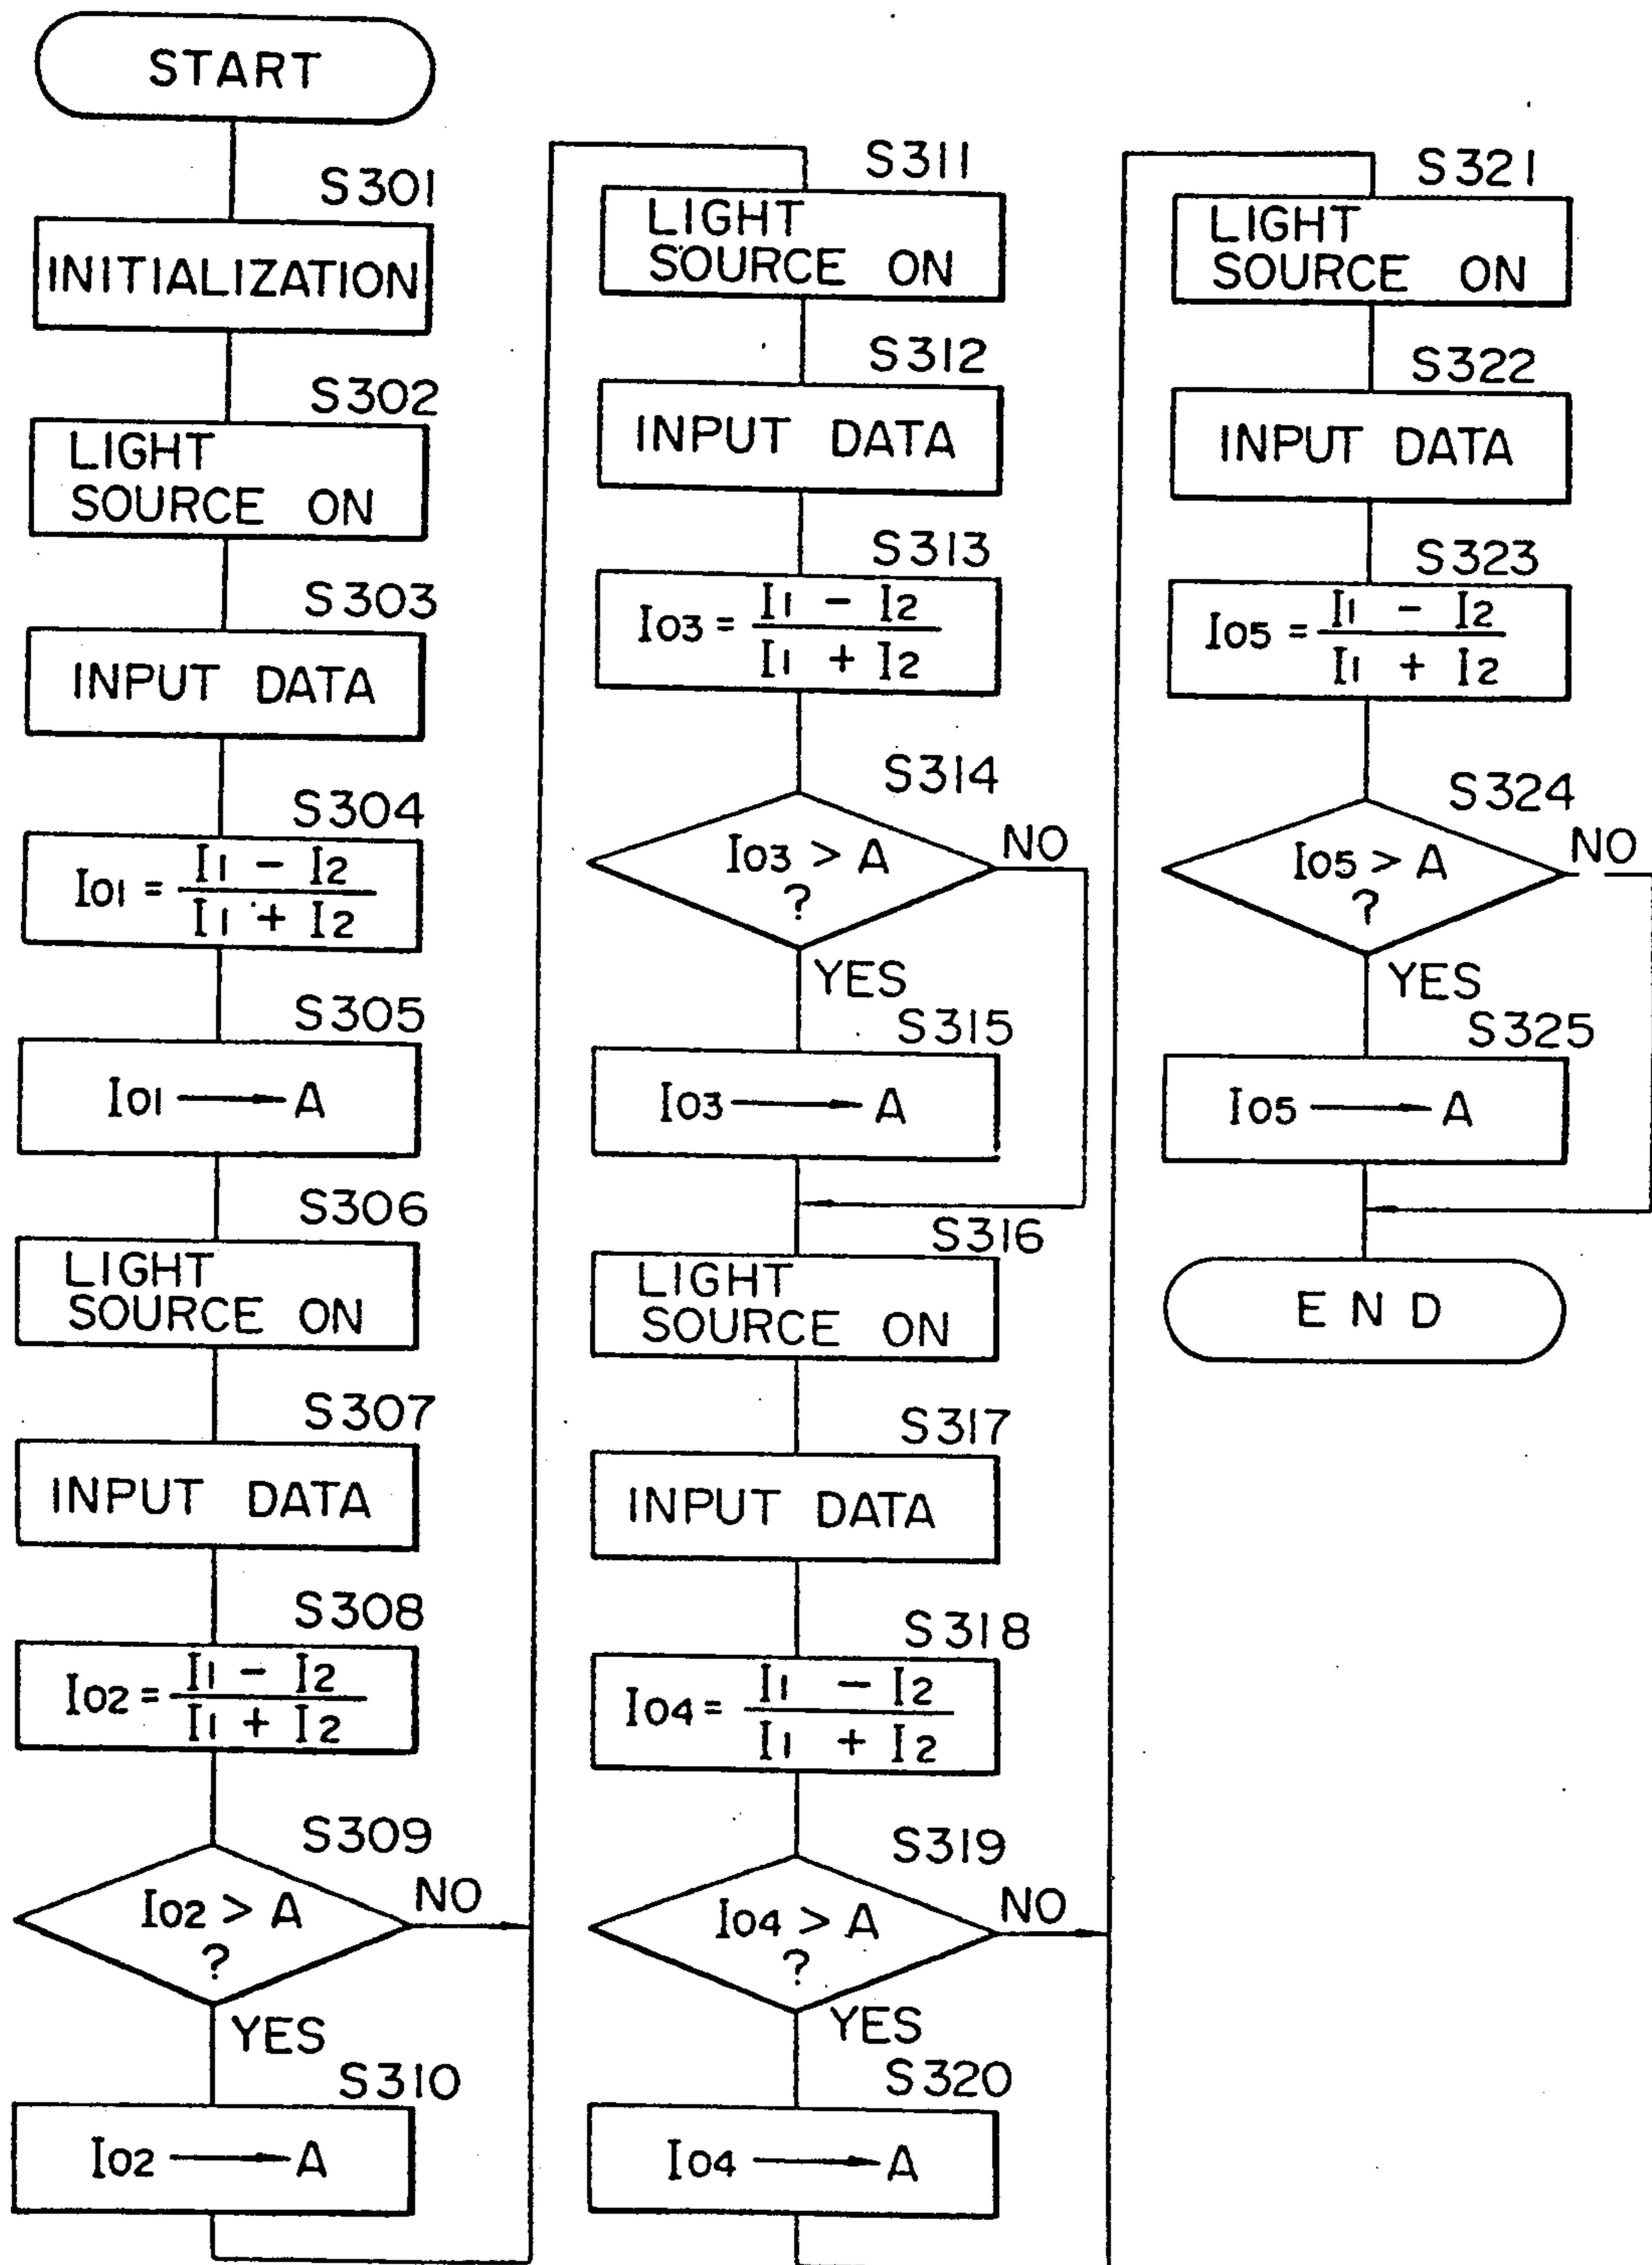 START
S301
INITIALIZATION
S302
LIGHT
SOURCE ON
S303
INPUT DATA
S304
I01 = (I1 - I2) / (I1 + I2)
S305
I01 → A
S306
LIGHT
SOURCE ON
S307
INPUT DATA
S308
I02 = (I1 - I2) / (I1 + I2)
S309
I02 > A
?
NO
YES
S310
I02 → A
S311
LIGHT
SOURCE ON
S312
INPUT DATA
S313
I03 = (I1 - I2) / (I1 + I2)
S314
I03 > A
?
NO
YES
S315
I03 → A
S316
LIGHT
SOURCE ON
S317
INPUT DATA
S318
I04 = (I1 - I2) / (I1 + I2)
S319
I04 > A
?
NO
YES
S320
I04 → A
S321
LIGHT
SOURCE ON
S322
INPUT DATA
S323
I05 = (I1 - I2) / (I1 + I2)
S324
I05 > A
?
NO
YES
S325
I05 → A
END